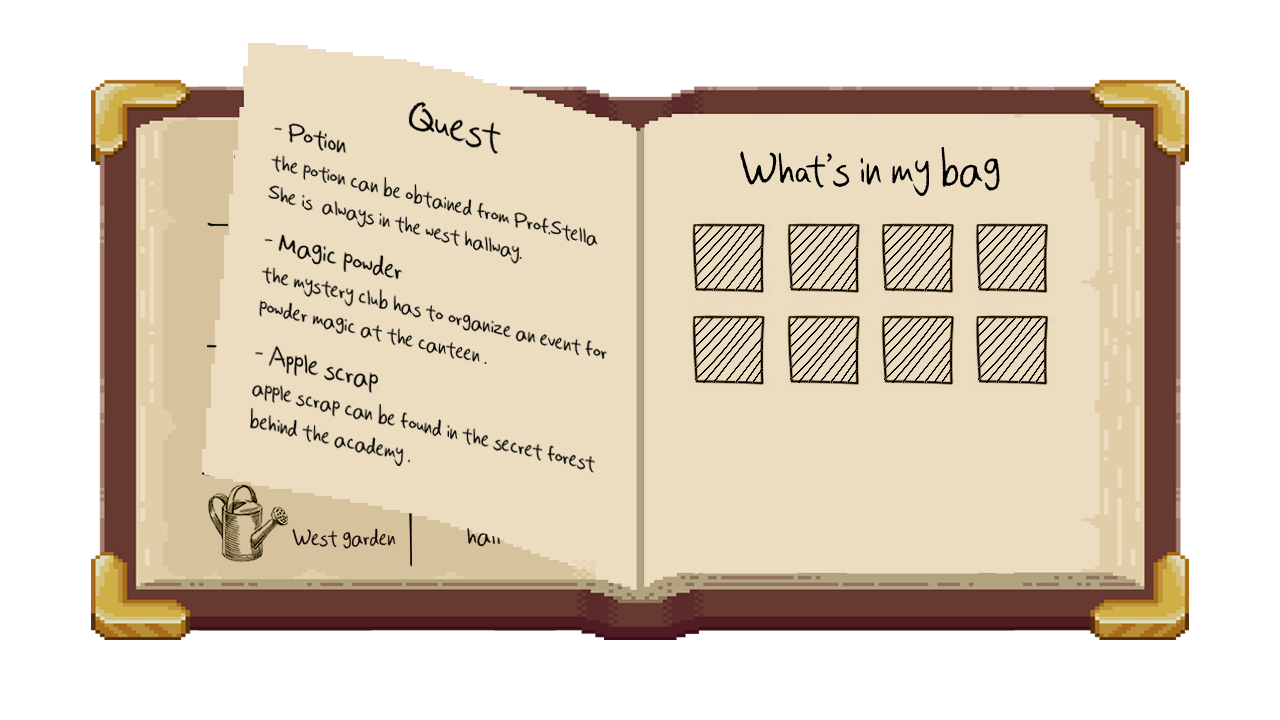 Quest
- Potion
the potion can be obtained from Prof.Stella
She is always in the west hallway.
- Magic powder
the mystery club has to organize an event for
powder magic at the canteen.
- Apple scrap
apple scrap can be found in the secret forest
behind the academy.
West garden
What's in my bag